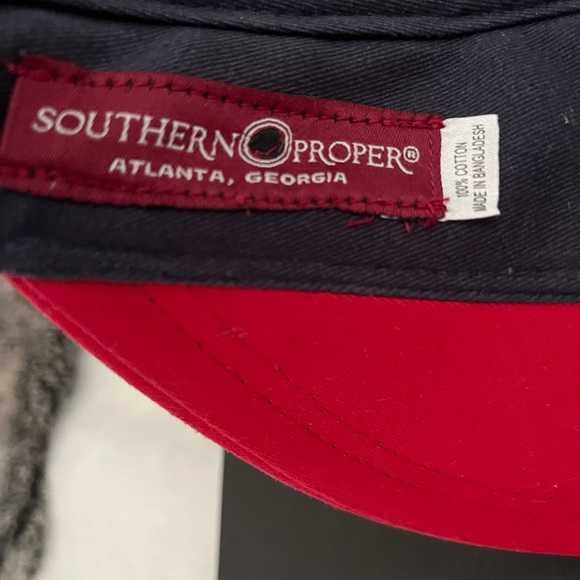 SOUTHERN PROPER®
ATLANTA, GEORGIA
100% COTTON
MADE IN BANGLADESH